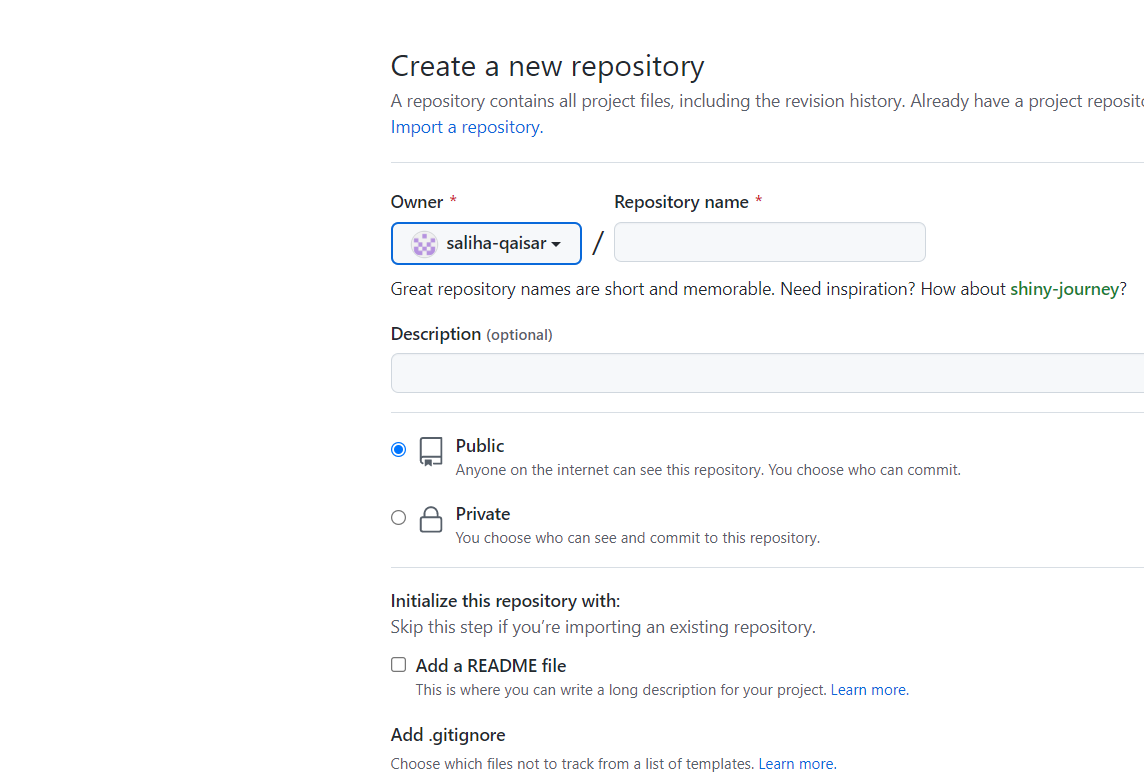 Create a new repository
A repository contains all project files, including the revision history. Already have a project
Import a repository.
Owner *
Repository name *
saliha-qaisar
/
Great repository names are short and memorable. Need inspiration? How about shiny-journey?
Description (optional)
Public
Anyone on the internet can see this repository. You choose who can commit.
Private
You choose who can see and commit to this repository.
Initialize this repository with:
Skip this step if you’re importing an existing repository.
Add a README file
This is where you can write a long description for your project. Learn more.
Add .gitignore
Choose which files not to track from a list of templates. Learn more.